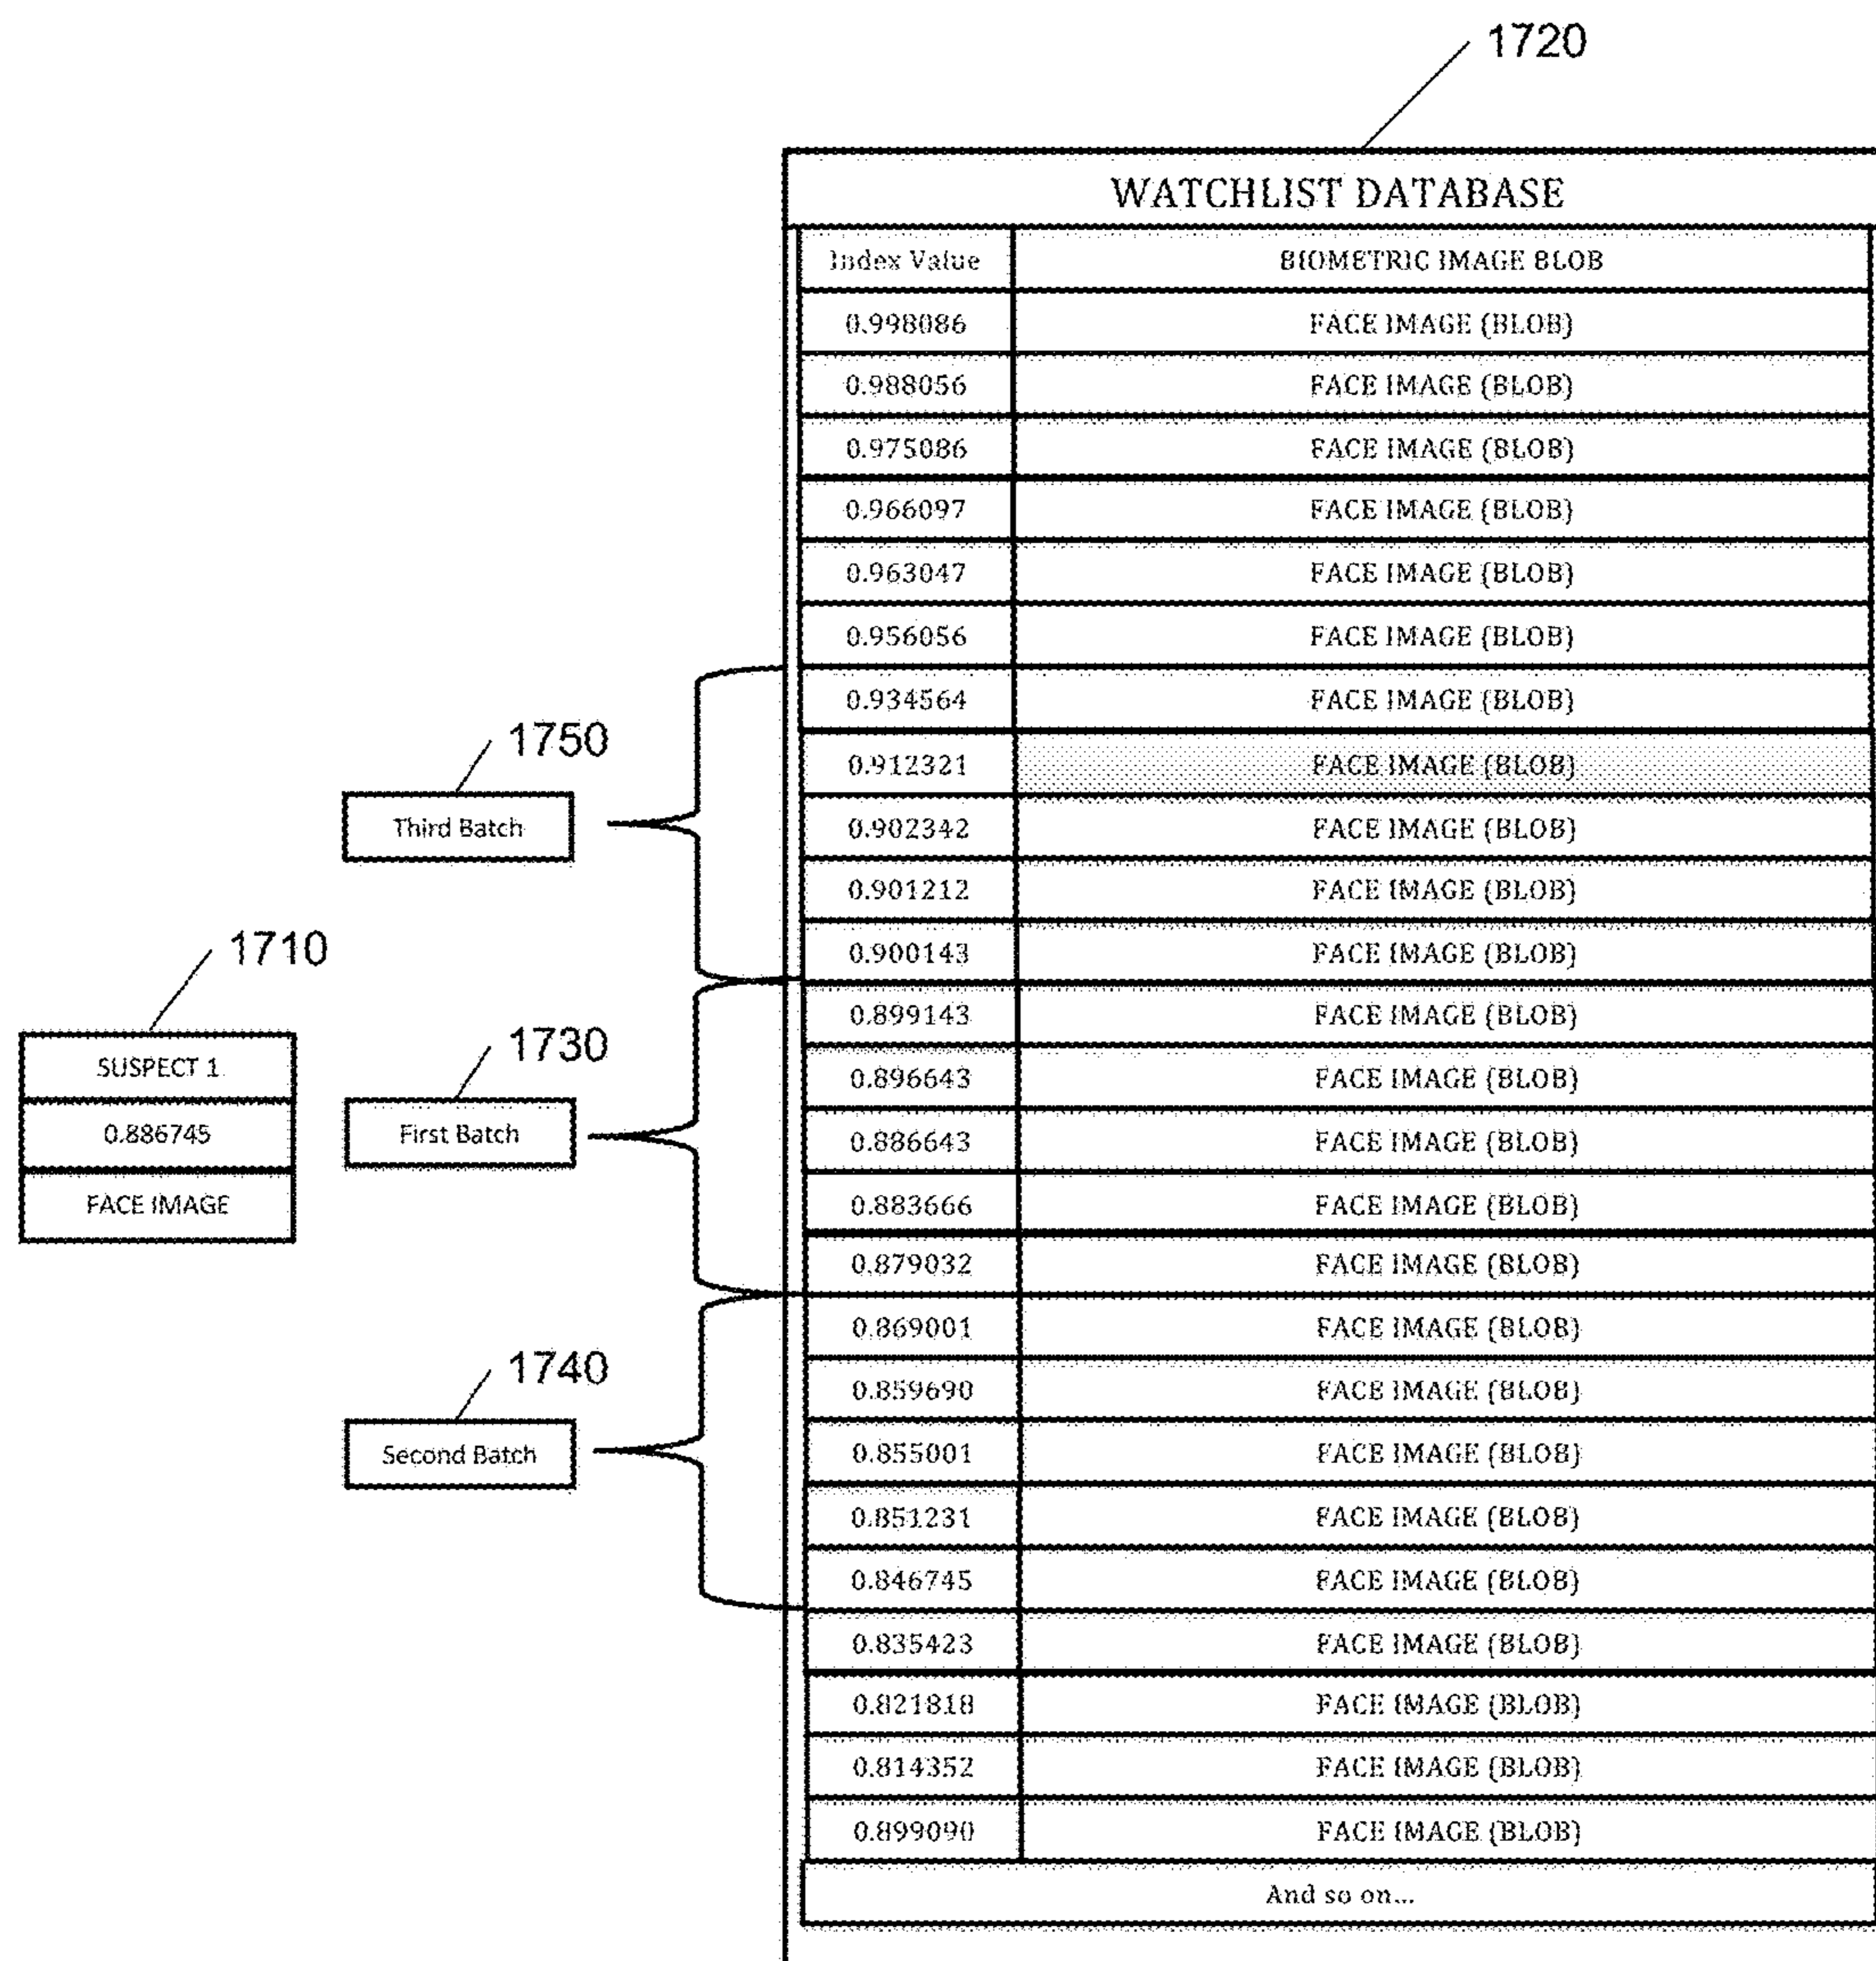 1720
WATCHLIST DATABASE
Index Value BIOMETRIC IMAGE BLOB
0.998086 FACE IMAGE (BLOB)
0.988056 FACE IMAGE (BLOB)
0.975086 FACE IMAGE (BLOB)
0.966097 FACE IMAGE (BLOB)
0.963047 FACE IMAGE (BLOB)
0.956056 FACE IMAGE (BLOB)
0.934564 FACE IMAGE (BLOB)
0.912321 FACE IMAGE (BLOB)
0.902342 FACE IMAGE (BLOB)
0.901212 FACE IMAGE (BLOB)
0.900143 FACE IMAGE (BLOB)
0.899143 FACE IMAGE (BLOB)
0.896643 FACE IMAGE (BLOB)
0.886643 FACE IMAGE (BLOB)
0.883666 FACE IMAGE (BLOB)
0.879032 FACE IMAGE (BLOB)
0.869001 FACE IMAGE (BLOB)
0.859690 FACE IMAGE (BLOB)
0.855001 FACE IMAGE (BLOB)
0.851231 FACE IMAGE (BLOB)
0.846745 FACE IMAGE (BLOB)
0.835423 FACE IMAGE (BLOB)
0.821818 FACE IMAGE (BLOB)
0.814352 FACE IMAGE (BLOB)
0.899090 FACE IMAGE (BLOB)
And so on...
1750
Third Batch
1710
SUSPECT 1
0.886745
FACE IMAGE
1730
First Batch
1740
Second Batch